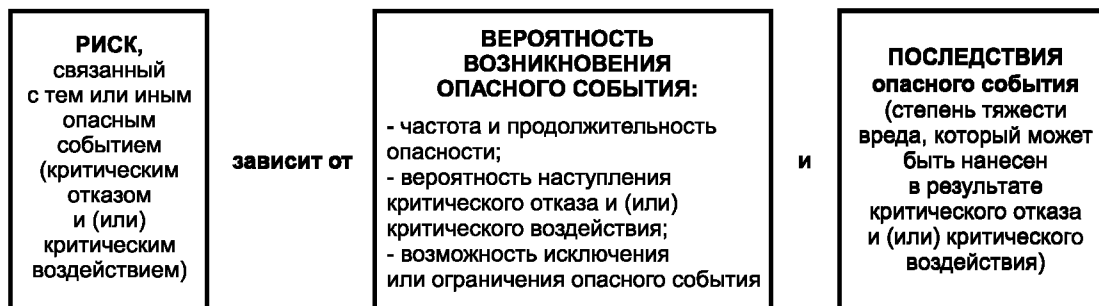 РИСК,
связанный
с тем или иным
опасным
событием
(критическим
отказом
и (или)
критическим
воздействием)
зависит от
ВЕРОЯТНОСТЬ
ВОЗНИКНОВЕНИЯ
ОПАСНОГО СОБЫТИЯ:
- частота и продолжительность
опасности;
- вероятность наступления
критического отказа и (или)
критического воздействия;
- возможность исключения
или ограничения опасного события
и
ПОСЛЕДСТВИЯ
опасного события
(степень тяжести
вреда, который может
быть нанесен
в результате
критического отказа
и (или) критического
воздействия)